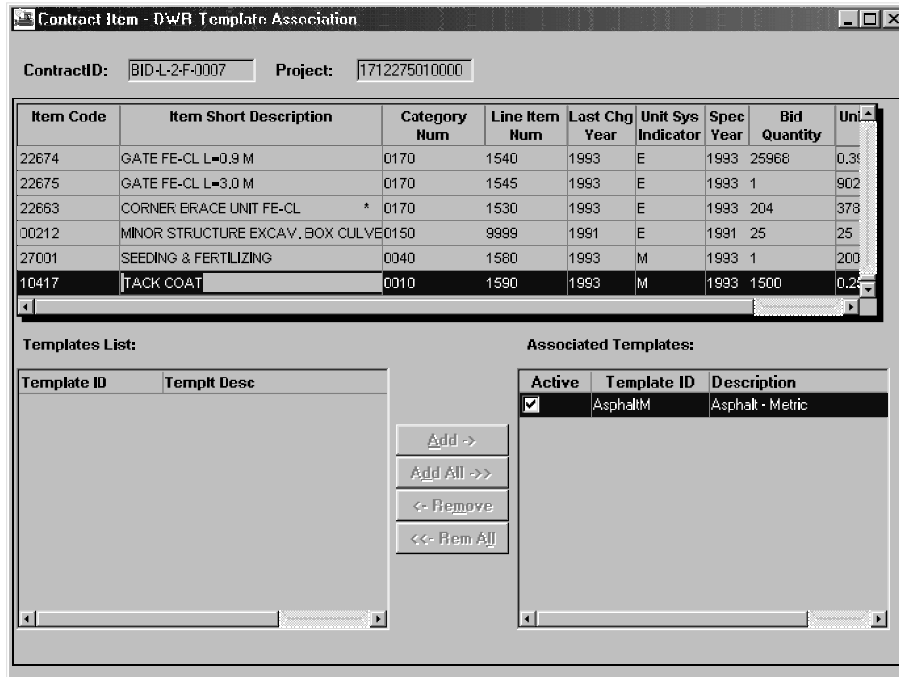 Contract Item - DWR Template Association
ContractID: BID-L-2-F-0007 Project: 1712275010000
Item Code Item Short Description Category Num Line Item Num Last Chg Year Unit Sys Indicator Spec Year Bid Quantity Uni
22674 GATE FE-CL L=0.9 M 0170 1540 1993 E 1993 25968 0.39
22675 GATE FE-CL L=3.0 M 0170 1545 1993 E 1993 1 902
22663 CORNER BRACE UNIT FE-CL * 0170 1530 1993 E 1993 204 378
00212 MINOR STRUCTURE EXCAV. BOX CULVE 0150 9999 1991 E 1991 25 25
27001 SEEDING & FERTILIZING 0040 1580 1993 M 1993 1 200
10417 TACK COAT 0010 1590 1993 M 1993 1500 0.25
Templates List: Associated Templates:
Template ID Templt Desc Active Template ID Description
AsphaltM Asphalt - Metric
Add ->
Add All ->>
<- Remove
<<- Rem All